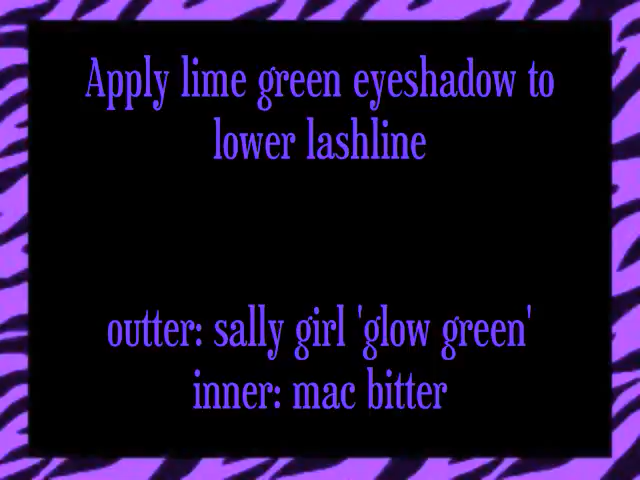 Apply lime green eyeshadow to
lower lashline
outter: sally girl 'glow green'
inner: mac bitter